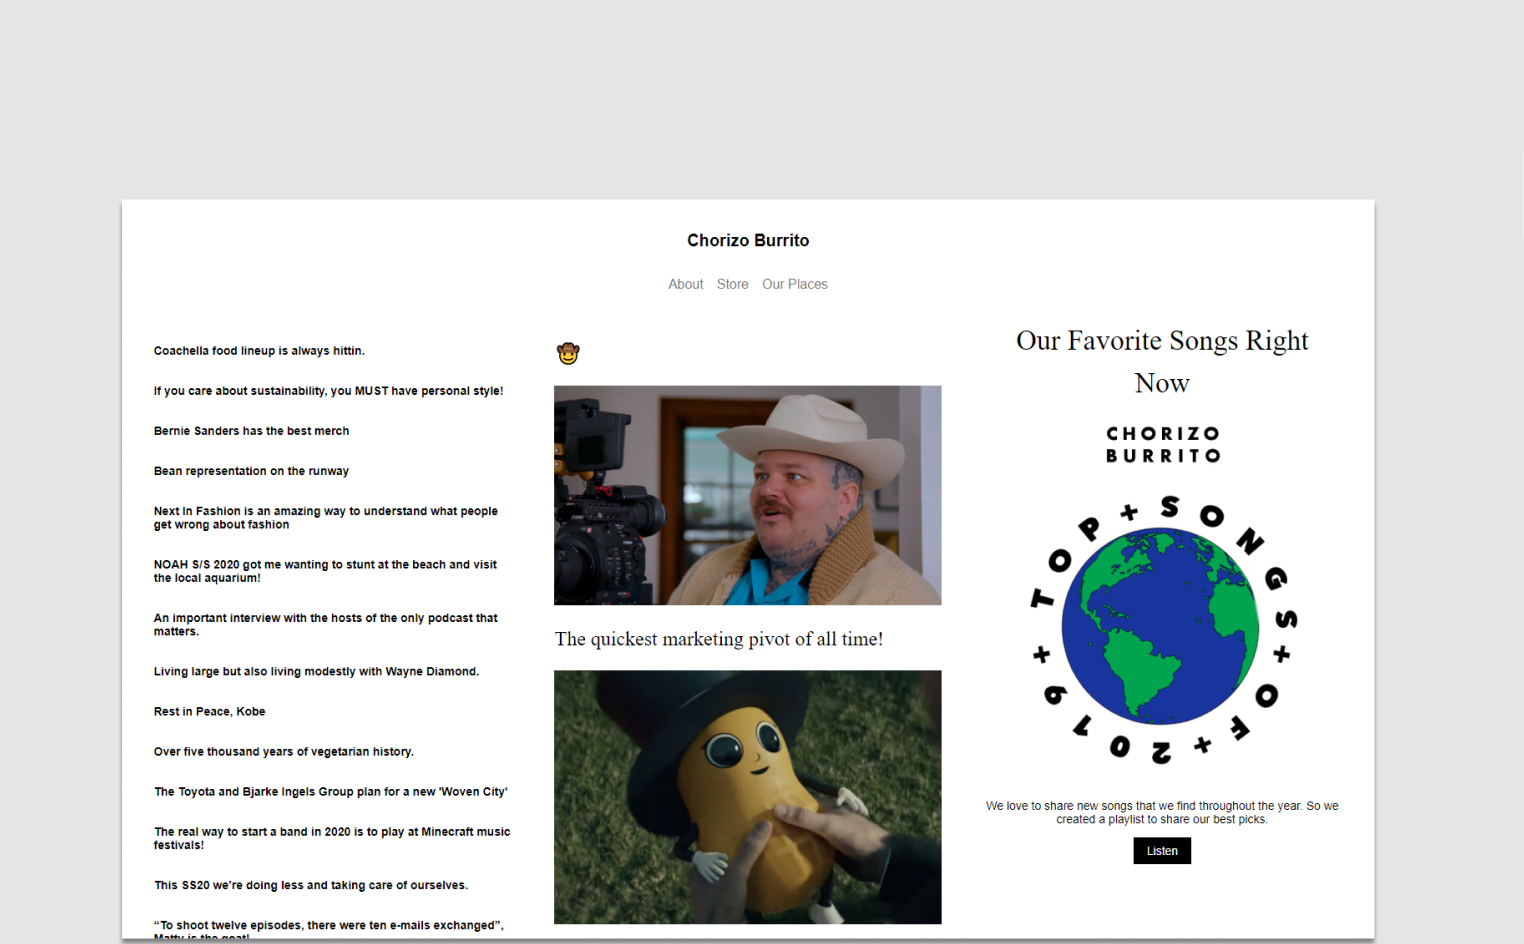 Chorizo Burrito
About Store Our Places
Coachella food lineup is always hittin.
If you care about sustainability, you MUST have personal style!
Bernie Sanders has the best merch
Bean representation on the runway
Next In Fashion is an amazing way to understand what people
get wrong about fashion
NOAH S/S 2020 got me wanting to stunt at the beach and visit
the local aquarium!
An important interview with the hosts of the only podcast that
matters.
Living large but also living modestly with Wayne Diamond.
Rest in Peace, Kobe
Over five thousand years of vegetarian history.
The Toyota and Bjarke Ingels Group plan for a new 'Woven City'
The real way to start a band in 2020 is to play at Minecraft music
festivals!
This SS20 we're doing less and taking care of ourselves.
“To shoot twelve episodes, there were ten e-mails exchanged”,
Matty is the goat!
🤠
The quickest marketing pivot of all time!
Our Favorite Songs Right
Now
CHORIZO
BURRITO
TOP+SONGS+OF+2019+
We love to share new songs that we find throughout the year. So we
created a playlist to share our best picks.
Listen